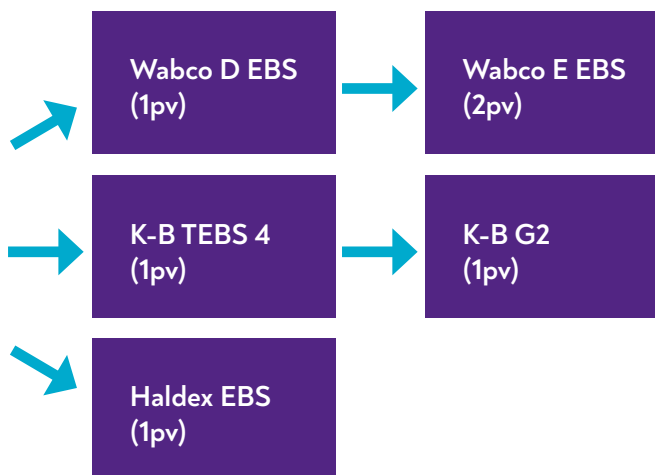 Wabco D EBS
(1pv)
Wabco E EBS
(2pv)
K-B TEBS 4
(1pv)
K-B G2
(1pv)
Haldex EBS
(1pv)